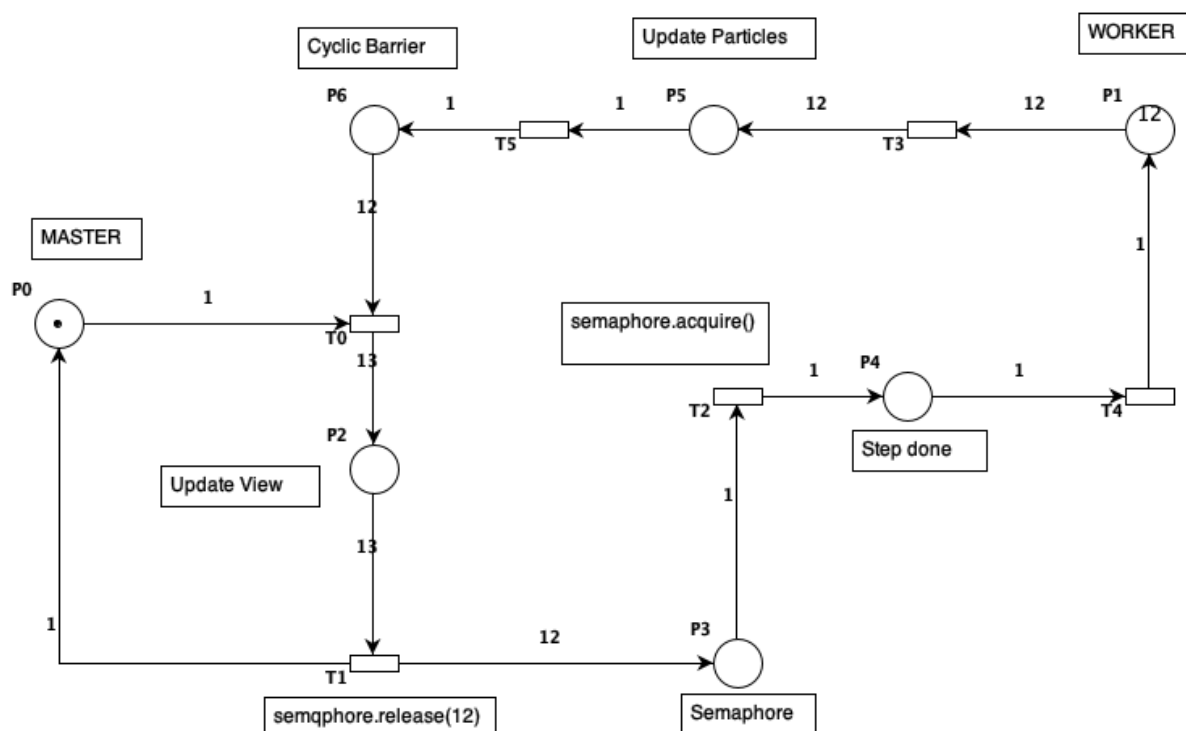 Cyclic Barrier
Update Particles
WORKER
P6
1
1
P5
12
12
P1
12
T5
T3
12
MASTER
P0
1
T0
13
semaphore.acquire()
1
P4
1
1
T2
T4
P2
Step done
Update View
1
13
1
12
P3
T1
semqphore.release(12)
Semaphore